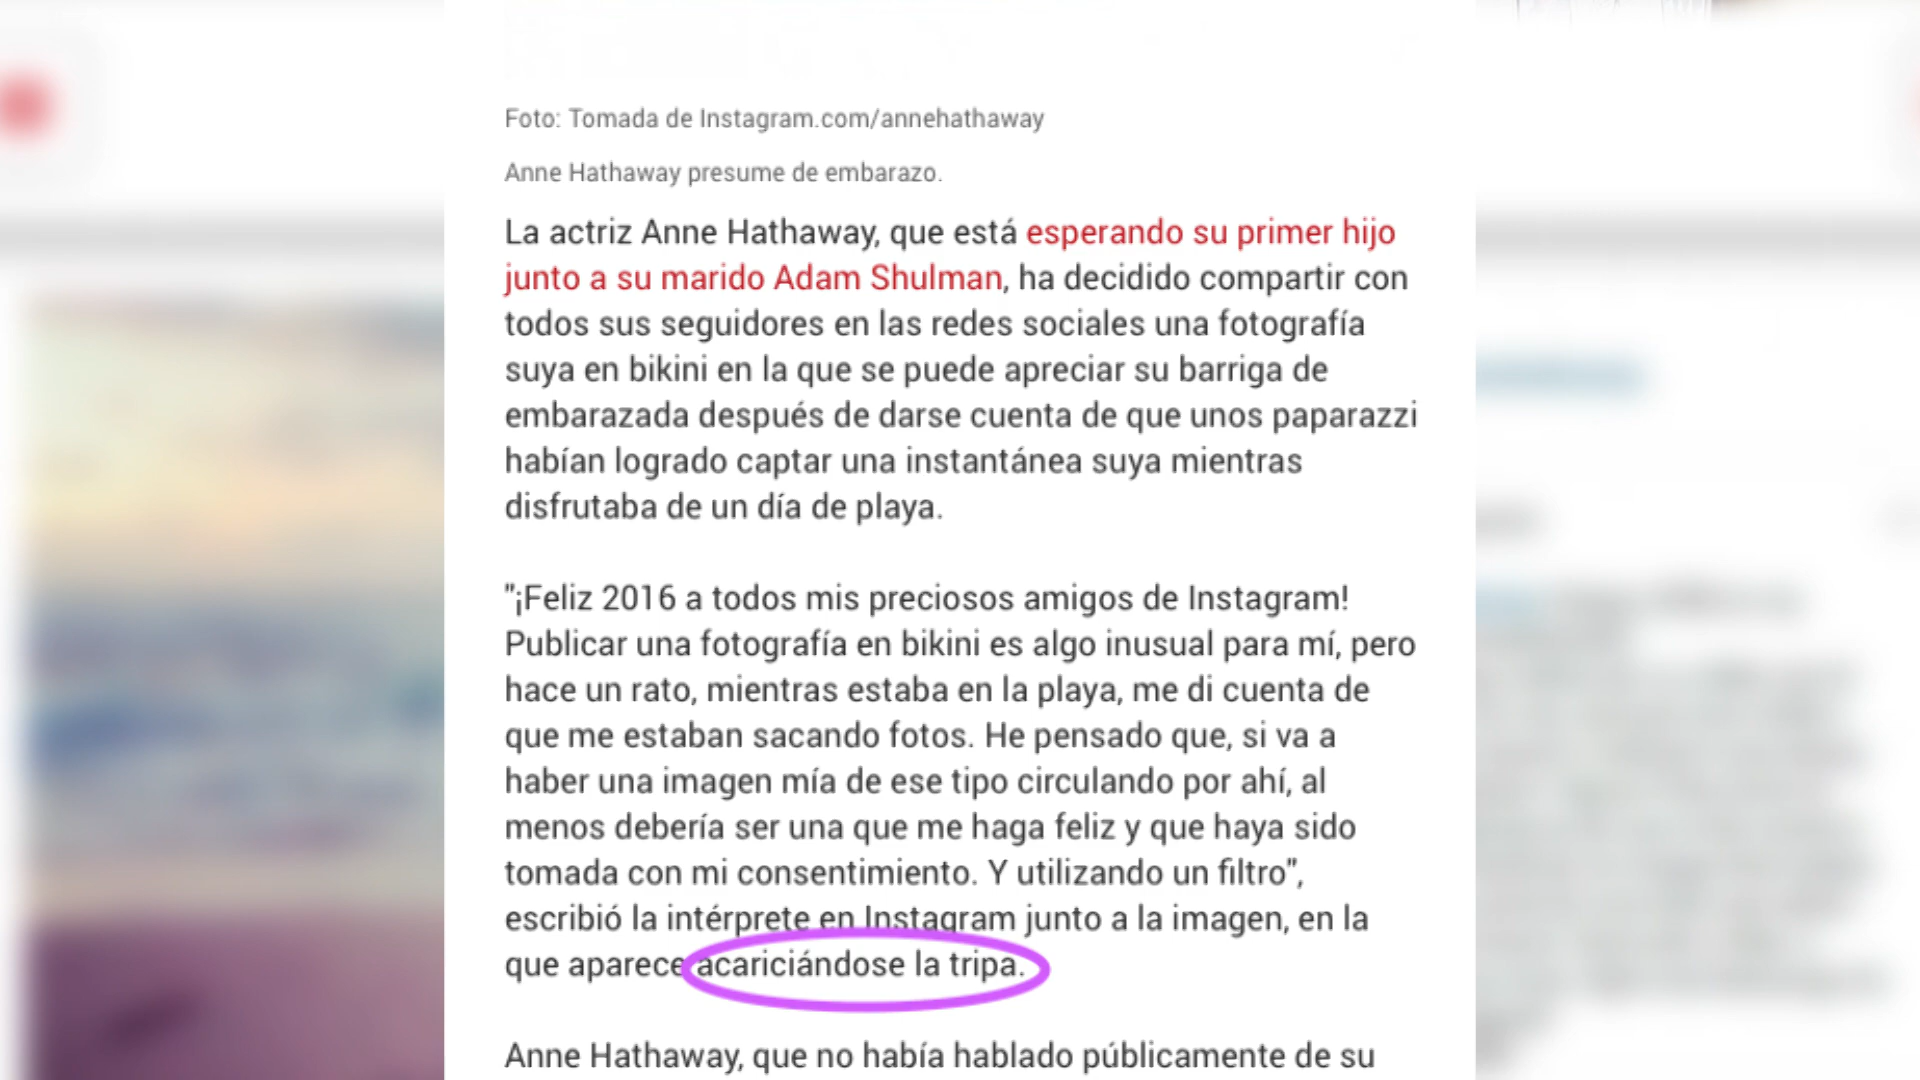 Foto: Tomada de Instagram.com/annehathaway
Anne Hathaway presume de embarazo.
La actriz Anne Hathaway, que está esperando su primer hijo
junto a su marido Adam Shulman, ha decidido compartir con
todos sus seguidores en las redes sociales una fotografía
suya en bikini en la que se puede apreciar su barriga de
embarazada después de darse cuenta de que unos paparazzi
habían logrado captar una instantánea suya mientras
disfrutaba de un día de playa.
"¡Feliz 2016 a todos mis preciosos amigos de Instagram!
Publicar una fotografía en bikini es algo inusual para mí, pero
hace un rato, mientras estaba en la playa, me di cuenta de
que me estaban sacando fotos. He pensado que, si va a
haber una imagen mía de ese tipo circulando por ahí, al
menos debería ser una que me haga feliz y que haya sido
tomada con mi consentimiento. Y utilizando un filtro",
escribió la intérprete en Instagram junto a la imagen, en la
que aparece acariciándose la tripa.
Anne Hathaway, que no había hablado públicamente de su